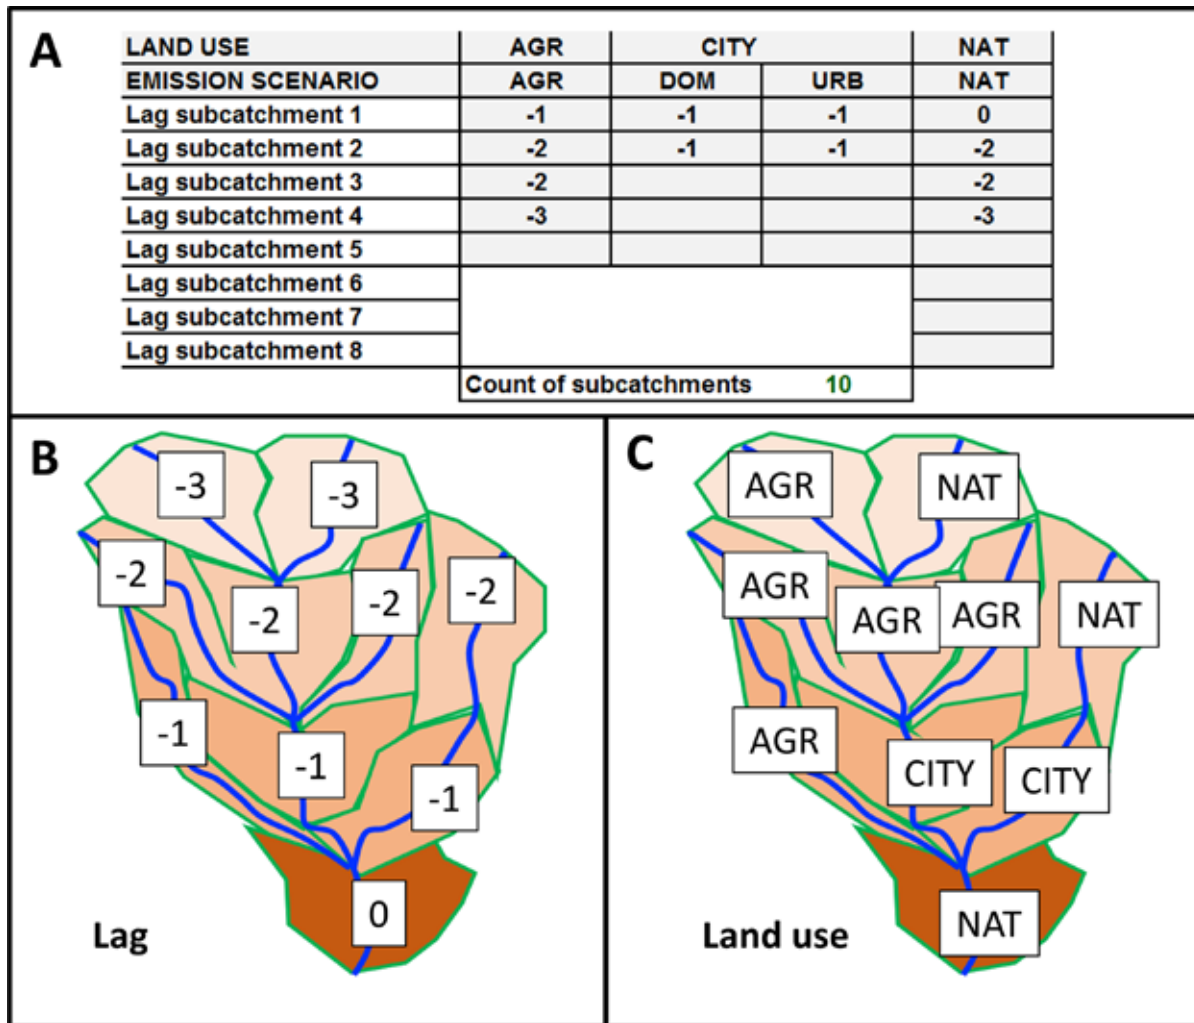 A
LAND USE AGR CITY NAT
EMISSION SCENARIO AGR DOM URB NAT
Lag subcatchment 1 -1 -1 -1 0
Lag subcatchment 2 -2 -1 -1 -2
Lag subcatchment 3 -2 -2
Lag subcatchment 4 -3 -3
Lag subcatchment 5
Lag subcatchment 6
Lag subcatchment 7
Lag subcatchment 8
Count of subcatchments 10
B
-3 -3
-2 -2 -2 -2
-1 -1 -1
0
Lag
C
AGR NAT
AGR AGR AGR NAT
AGR CITY CITY
NAT
Land use